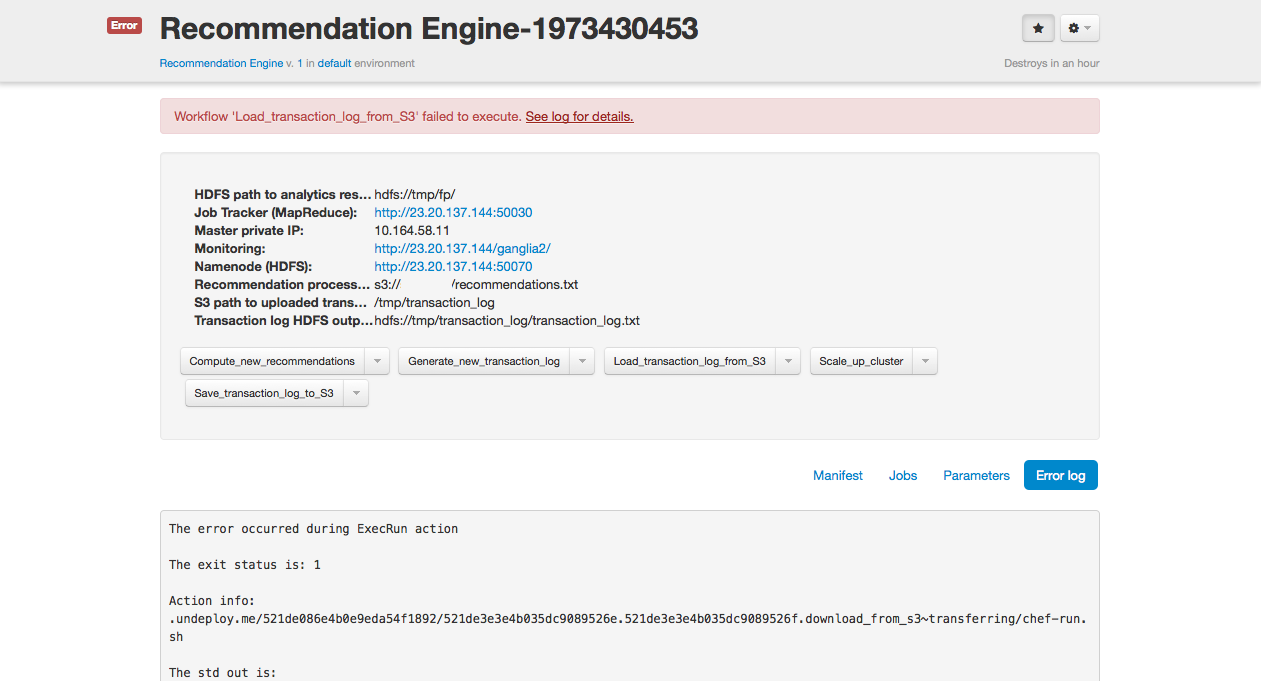 Error
Recommendation Engine-1973430453
Recommendation Engine v. 1 in default environment
Destroys in an hour
Workflow 'Load_transaction_log_from_S3' failed to execute. See log for details.
HDFS path to analytics res... hdfs://tmp/fp/
Job Tracker (MapReduce): http://23.20.137.144:50030
Master private IP: 10.164.58.11
Monitoring: http://23.20.137.144/ganglia2/
Namenode (HDFS): http://23.20.137.144:50070
Recommendation process... s3:// /recommendations.txt
S3 path to uploaded trans... /tmp/transaction_log
Transaction log HDFS outp... hdfs://tmp/transaction_log/transaction_log.txt
Compute_new_recommendations Generate_new_transaction_log Load_transaction_log_from_S3 Scale_up_cluster
Save_transaction_log_to_S3
Manifest Jobs Parameters Error log
The error occurred during ExecRun action
The exit status is: 1
Action info:
.undeploy.me/521de086e4b0e9eda54f1892/521de3e3e4b035dc9089526e.521de3e3e4b035dc9089526f.download_from_s3~transferring/chef-run.
sh
The std out is: